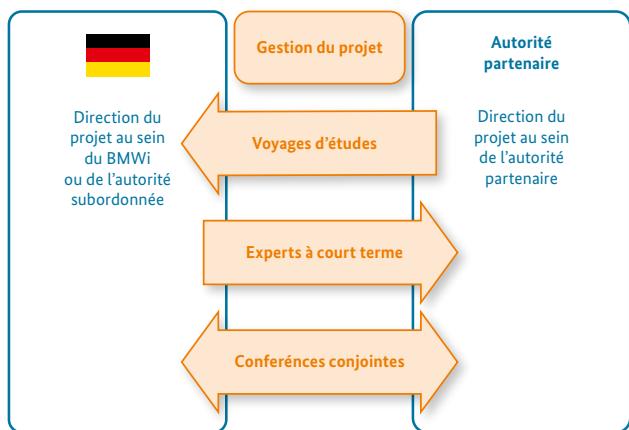 Gestion du projet
Autorité
partenaire
Direction du
projet au sein
du BMWi
ou de l'autorité
subordonnée
Voyages d'études
Direction du
projet au sein
de l'autorité
partenaire
Experts à court terme
Conferénces conjointes